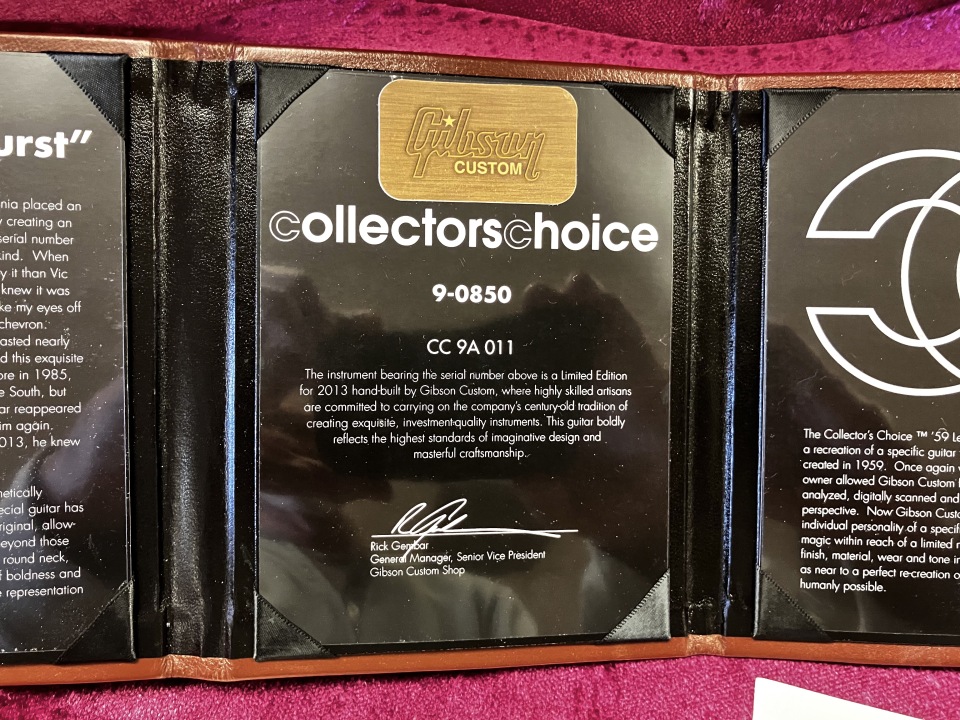 urst"
nia placed an
creating an
serial number
kind. When
y it than Vic
knew it was
ke my eyes off
chevron.
asted nearly
d this exquisite
ore in 1985,
e South, but
ar reappeared
im again.
013, he knew
netically
ecial guitar has
riginal, allow-
eyond those
round neck,
f boldness and
e representation
Gibson
CUSTOM
collectorschoice
9-0850
CC 9A 011
The instrument bearing the serial number above is a Limited Edition
for 2013 hand-built by Gibson Custom, where highly skilled artisans
are committed to carrying on the company's century-old tradition of
creating exquisite, investment-quality instruments. This guitar boldly
reflects the highest standards of imaginative design and
masterful craftsmanship.
Rick Gembar
General Manager, Senior Vice President
Gibson Custom Shop
The Collector's Choice ™ '59 Le
a recreation of a specific guitar
created in 1959. Once again
owner allowed Gibson Custom
analyzed, digitally scanned and
perspective. Now Gibson Custo
individual personality of a specif
magic within reach of a limited
finish, material, wear and tone in
as near to a perfect re-creation o
humanly possible.